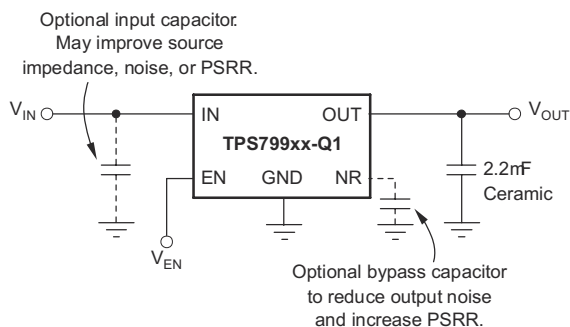 Optional input capacitor.
May improve source
impedance, noise, or PSRR.
V_IN
IN
OUT
V_OUT
TPS799xx-Q1
EN
GND
NR
2.2mF
Ceramic
V_EN
Optional bypass capacitor
to reduce output noise
and increase PSRR.